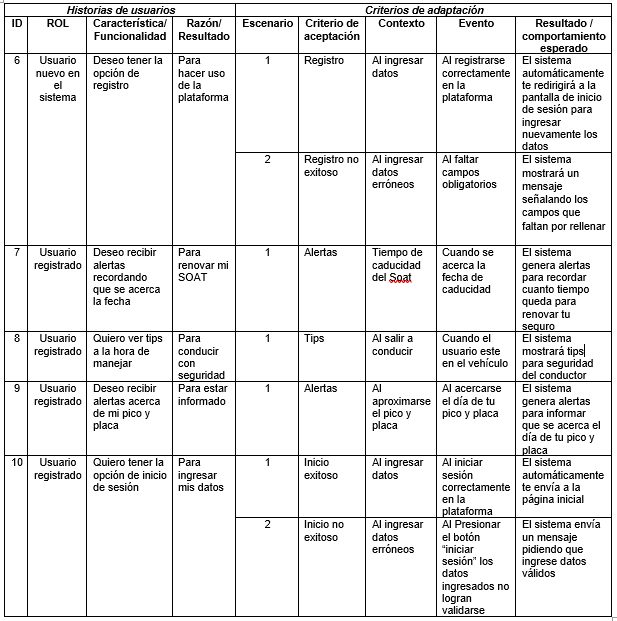 Historias de usuarios
Criterios de adaptación
ID
ROL
Característica/
Funcionalidad
Razón/
Resultado
Escenario
Criterio de
aceptación
Contexto
Evento
Resultado /
comportamiento
esperado
6
Usuario
nuevo en
el
sistema
Deseo tener la
opción de
registro
Para
hacer uso
de la
plataforma
1
Registro
Al ingresar
datos
Al registrarse
correctamente
en la
plataforma
El sistema
automáticamente
te redirigirá a la
pantalla de inicio
de sesión para
ingresar
nuevamente los
datos
2
Registro no
exitoso
Al ingresar
datos
erróneos
Al faltar
campos
obligatorios
El sistema
mostrará un
mensaje
señalando los
campos que
faltan por rellenar
7
Usuario
registrado
Deseo recibir
alertas
recordando
que se acerca
la fecha
Para
renovar mi
SOAT
1
Alertas
Tiempo de
caducidad
del Soat
Cuando se
acerca la
fecha de
caducidad
El sistema
genera alertas
para recordar
cuanto tiempo
queda para
renovar tu
seguro
8
Usuario
registrado
Quiero ver tips
a la hora de
manejar
Para
conducir
con
seguridad
1
Tips
Al salir a
conducir
Cuando el
usuario este
en el vehículo
El sistema
mostrará tips
para seguridad
del conductor
9
Usuario
registrado
Deseo recibir
alertas acerca
de mi pico y
placa
Para estar
informado
1
Alertas
Al
aproximarse
el pico y
placa
Al acercarse
el día de tu
pico y placa
El sistema
genera alertas
para informar
que se acerca el
día de tu pico y
placa
10
Usuario
registrado
Quiero tener la
opción de inicio
de sesión
Para
ingresar
mis datos
1
Inicio
exitoso
Al ingresar
datos
Al iniciar
sesión
correctamente
en la
plataforma
El sistema
automáticamente
te envía a la
página inicial
2
Inicio no
exitoso
Al ingresar
datos
erróneos
Al Presionar
el botón
“iniciar
sesión” los
datos
ingresados no
logran
validarse
El sistema envía
un mensaje
pidiendo que
ingrese datos
válidos